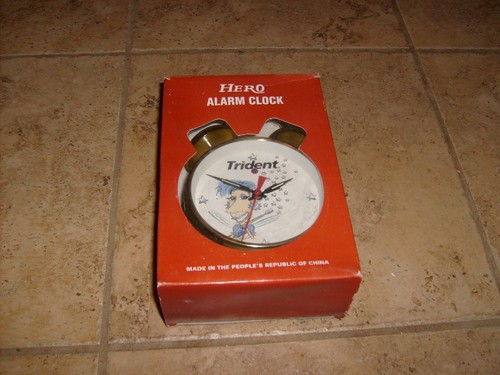 HERO
ALARM CLOCK
Trident
MADE IN THE PEOPLE'S REPUBLIC OF CHINA